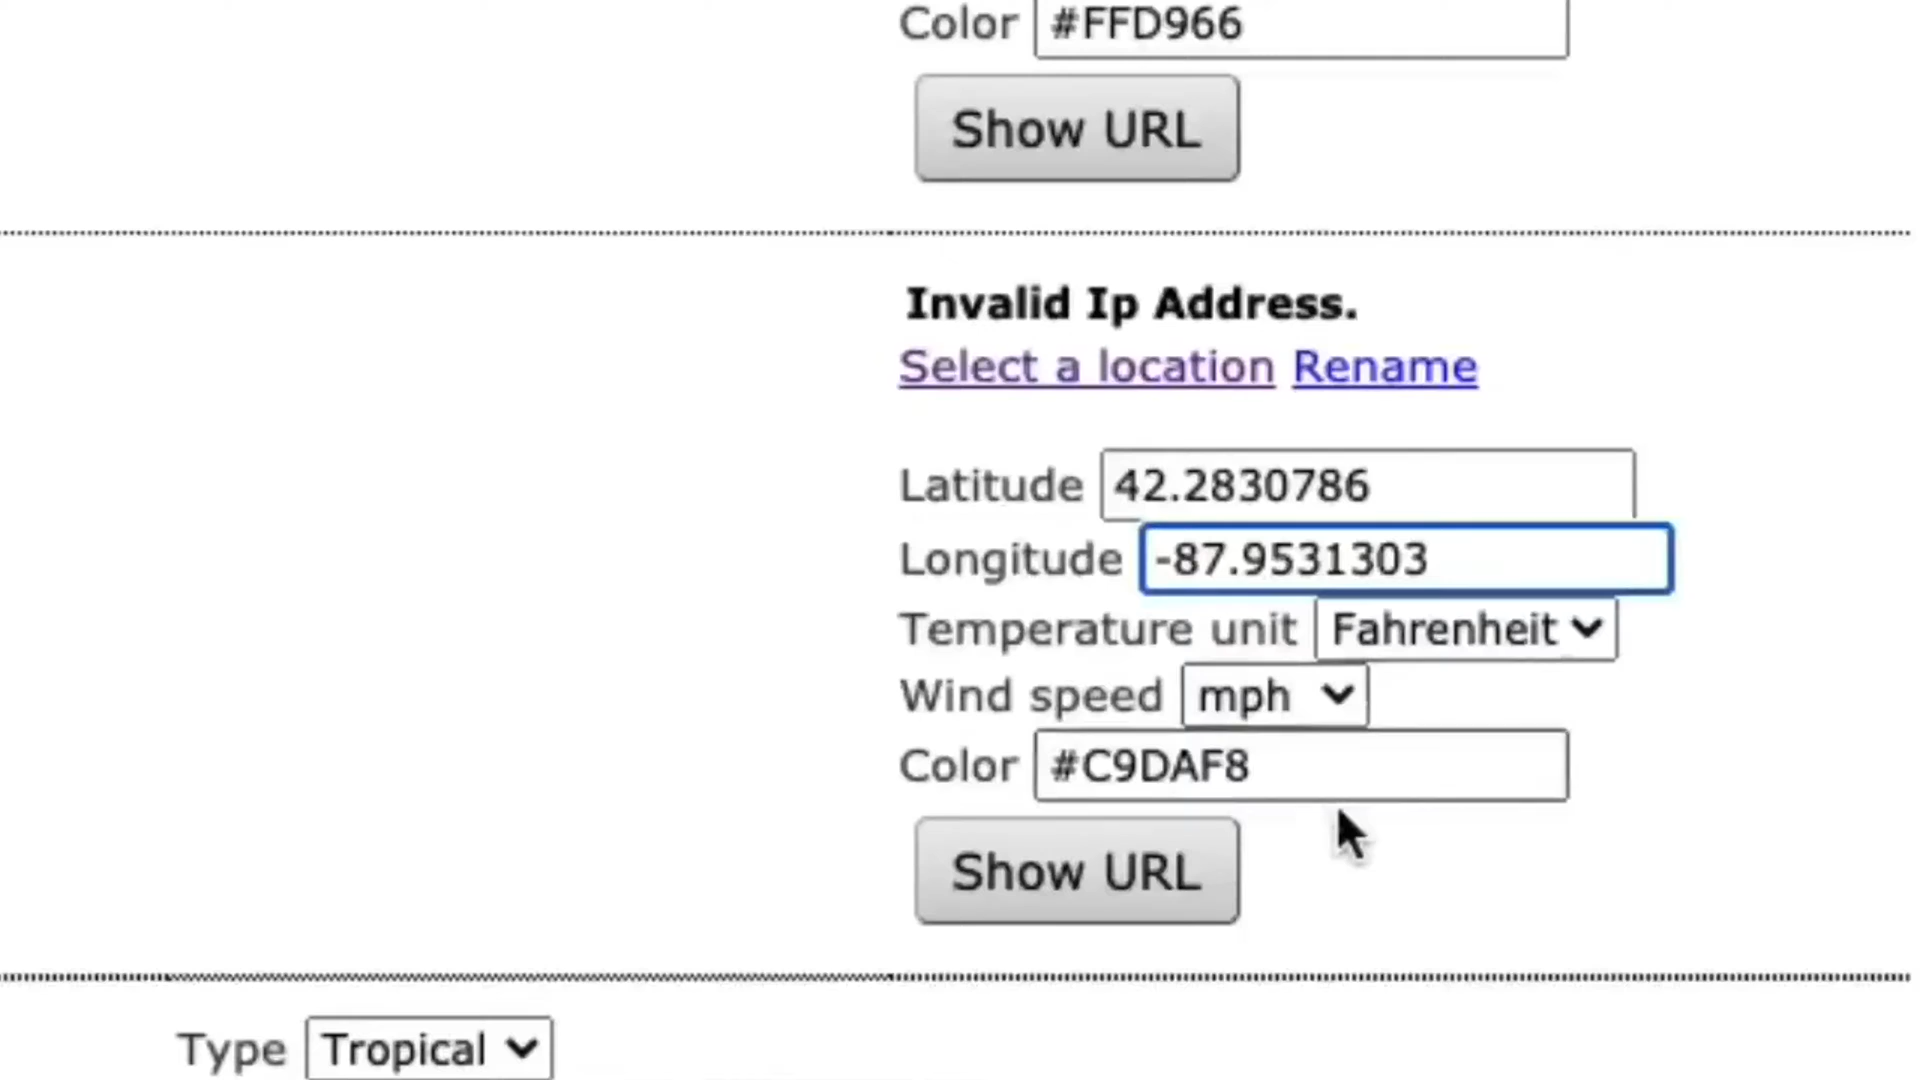 Color #FFD966
Show URL
Invalid Ip Address.
Select a location Rename
Latitude 42.2830786
Longitude -87.9531303
Temperature unit Fahrenheit
Wind speed mph
Color #C9DAF8
Show URL
Type Tropical